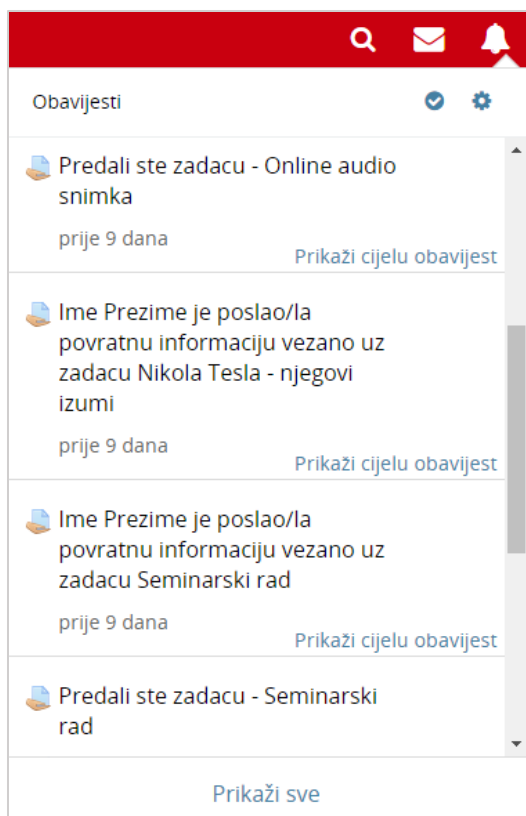 Obavijesti
Predali ste zadacu - Online audio
snimka
prije 9 dana
Prikaži cijelu obavijest
Ime Prezime je poslao/la
povratnu informaciju vezano uz
zadacu Nikola Tesla - njegovi
izumi
prije 9 dana
Prikaži cijelu obavijest
Ime Prezime je poslao/la
povratnu informaciju vezano uz
zadacu Seminarski rad
prije 9 dana
Prikaži cijelu obavijest
Predali ste zadacu - Seminarski
rad
Prikaži sve